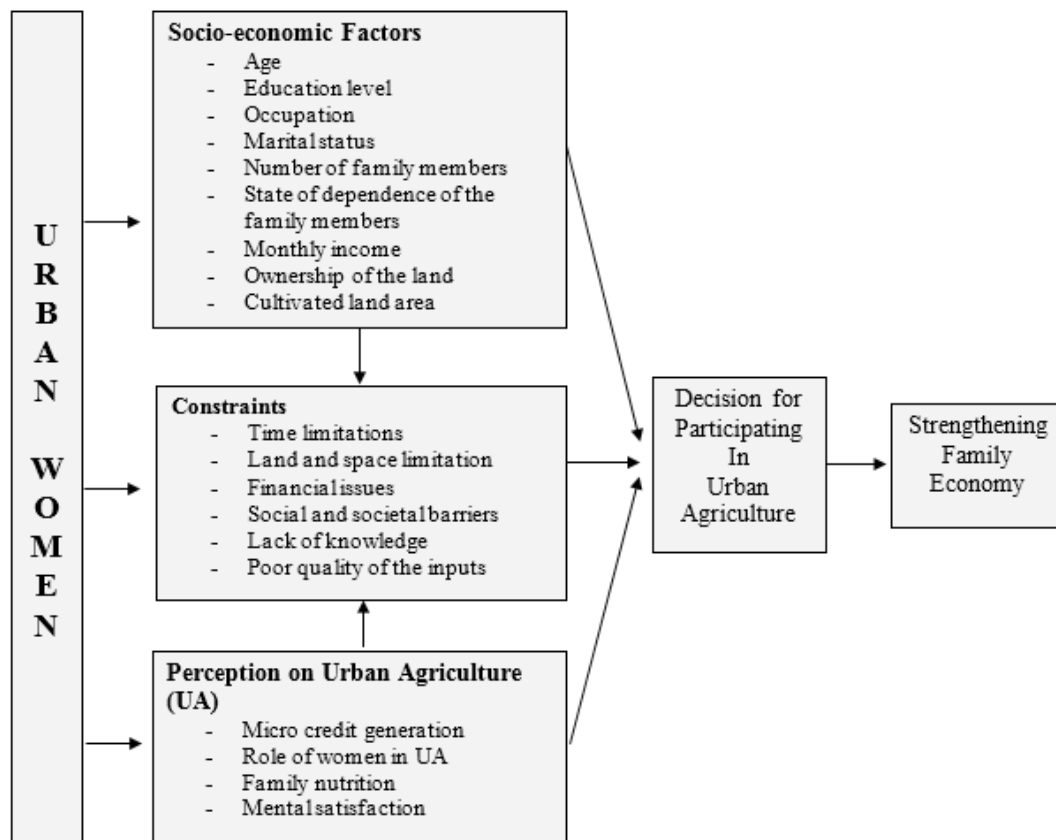 URBAN WOMEN
Socio-economic Factors
- Age
- Education level
- Occupation
- Marital status
- Number of family members
- State of dependence of the
family members
- Monthly income
- Ownership of the land
- Cultivated land area
Constraints
- Time limitations
- Land and space limitation
- Financial issues
- Social and societal barriers
- Lack of knowledge
- Poor quality of the inputs
Perception on Urban Agriculture
(UA)
- Micro credit generation
- Role of women in UA
- Family nutrition
- Mental satisfaction
Decision for
Participating
In
Urban
Agriculture
Strengthening
Family
Economy